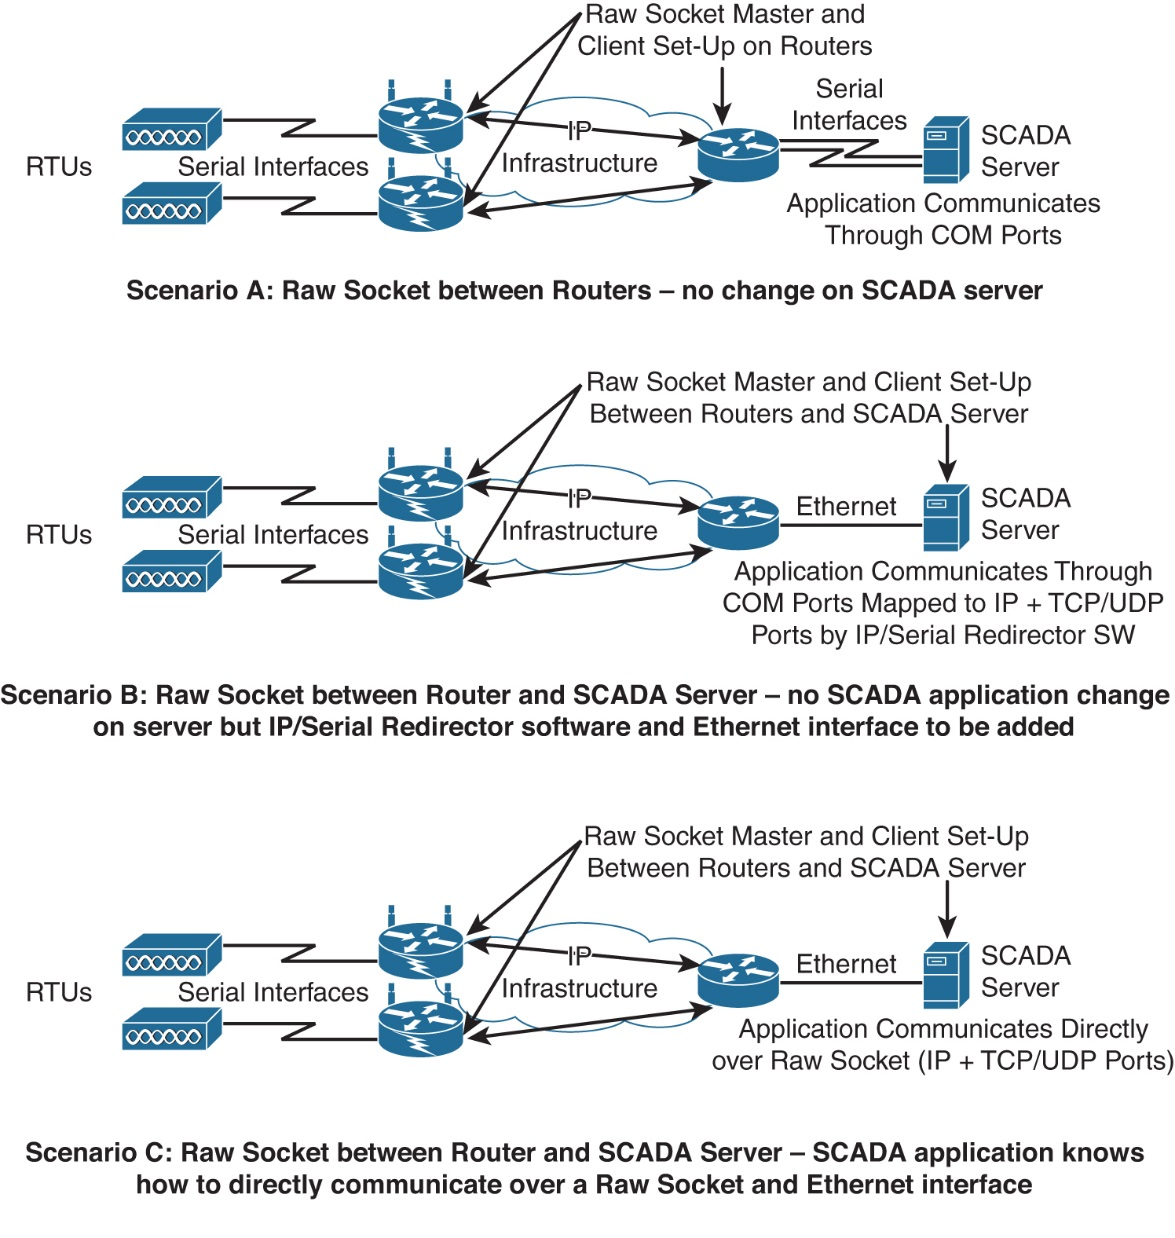 Raw Socket Master and
Client Set-Up on Routers
Serial
Interfaces
IP
Infrastructure
SCADA
Server
RTUs
Serial Interfaces
Application Communicates
Through COM Ports
Scenario A: Raw Socket between Routers – no change on SCADA server
Raw Socket Master and Client Set-Up
Between Routers and SCADA Server
IP
Infrastructure
Ethernet
SCADA
Server
RTUs
Serial Interfaces
Application Communicates Through
COM Ports Mapped to IP + TCP/UDP
Ports by IP/Serial Redirector SW
Scenario B: Raw Socket between Router and SCADA Server – no SCADA application change
on server but IP/Serial Redirector software and Ethernet interface to be added
Raw Socket Master and Client Set-Up
Between Routers and SCADA Server
IP
Infrastructure
Ethernet
SCADA
Server
RTUs
Serial Interfaces
Application Communicates Directly
over Raw Socket (IP + TCP/UDP Ports)
Scenario C: Raw Socket between Router and SCADA Server – SCADA application knows
how to directly communicate over a Raw Socket and Ethernet interface